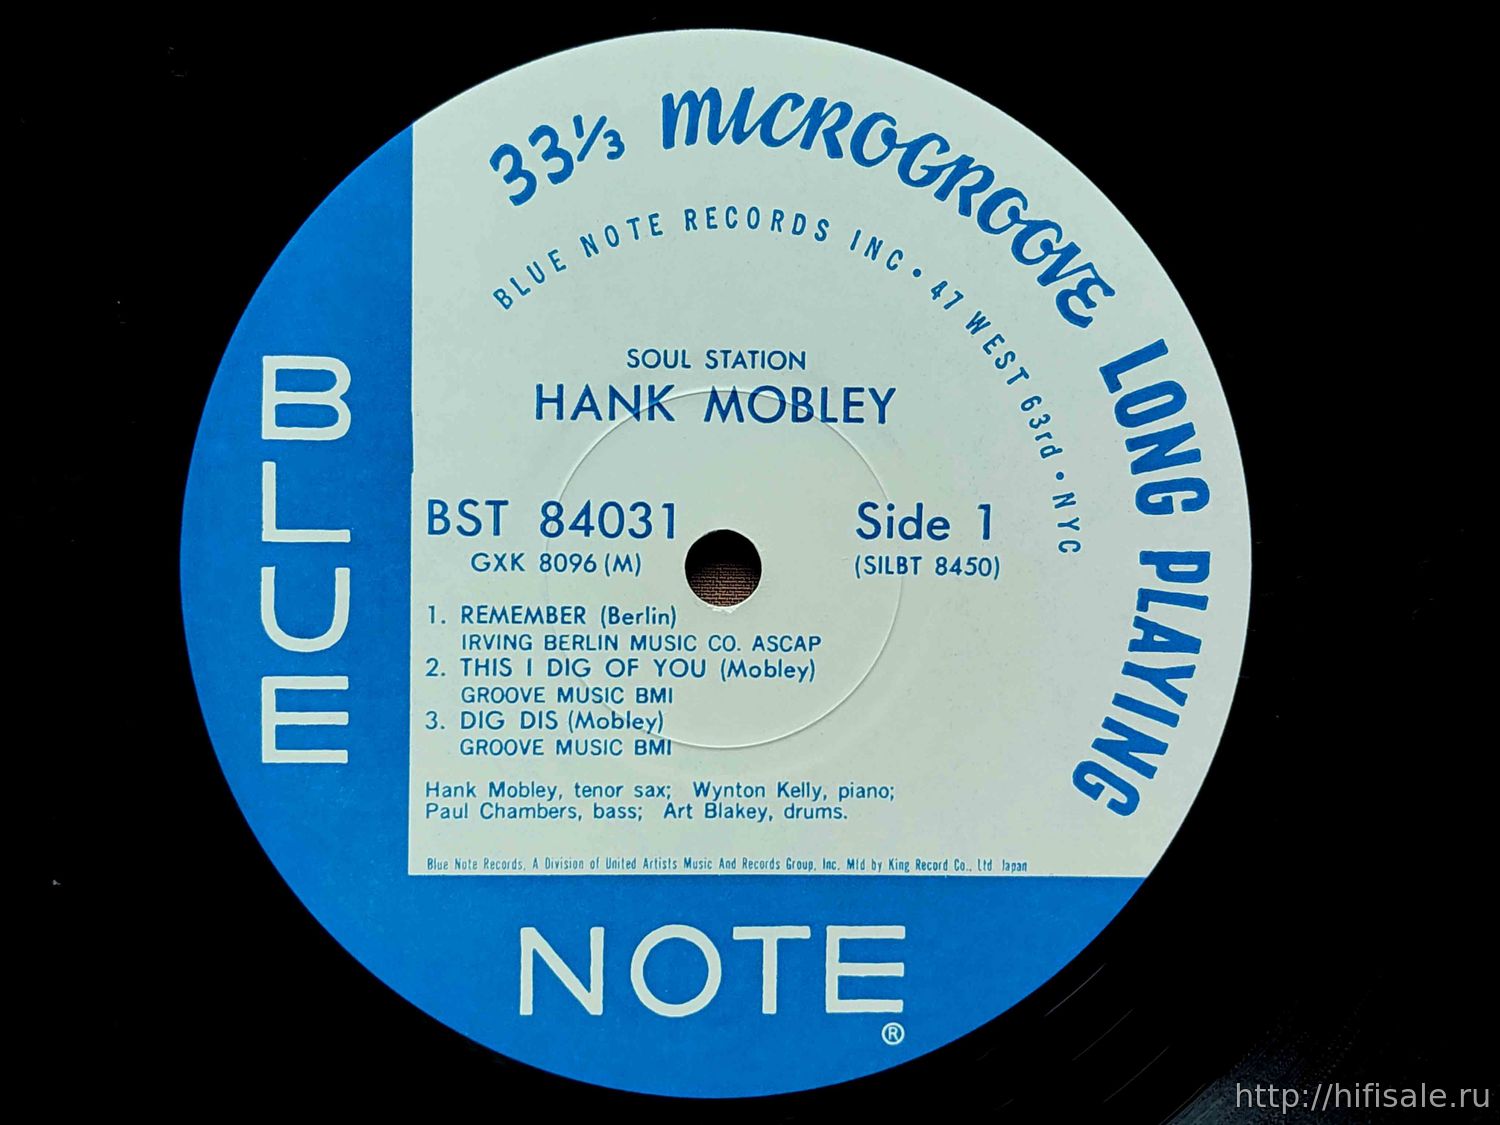 33⅓ MICROGROOVE LONG PLAYING
BLUE NOTE RECORDS INC • 47 WEST 63rd • NYC
SOUL STATION
HANK MOBLEY
BST 84031
GXK 8096 (M)
Side 1
(SILBT 8450)
1. REMEMBER (Berlin)
IRVING BERLIN MUSIC CO. ASCAP
2. THIS I DIG OF YOU (Mobley)
GROOVE MUSIC BMI
3. DIG DIS (Mobley)
GROOVE MUSIC BMI
Hank Mobley, tenor sax; Wynton Kelly, piano;
Paul Chambers, bass; Art Blakey, drums.
Blue Note Records, A Division of United Artists Music And Records Group, Inc. Mfd by King Record Co., Ltd Japan
BLUE
NOTE
®
http://hifisale.ru